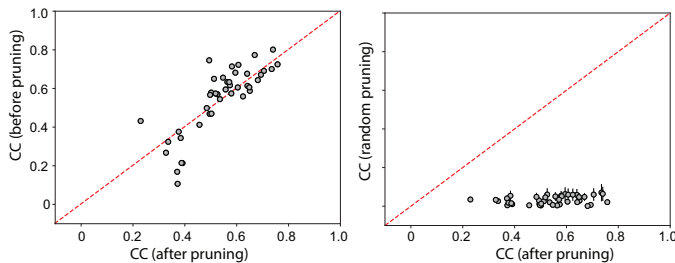 1.0
0.8
0.6
0.4
0.2
0
CC (before pruning)
0 0.2 0.4 0.6 0.8 1.0
CC (after pruning)
CC (random pruning)
0 0.2 0.4 0.6 0.8 1.0
CC (after pruning)